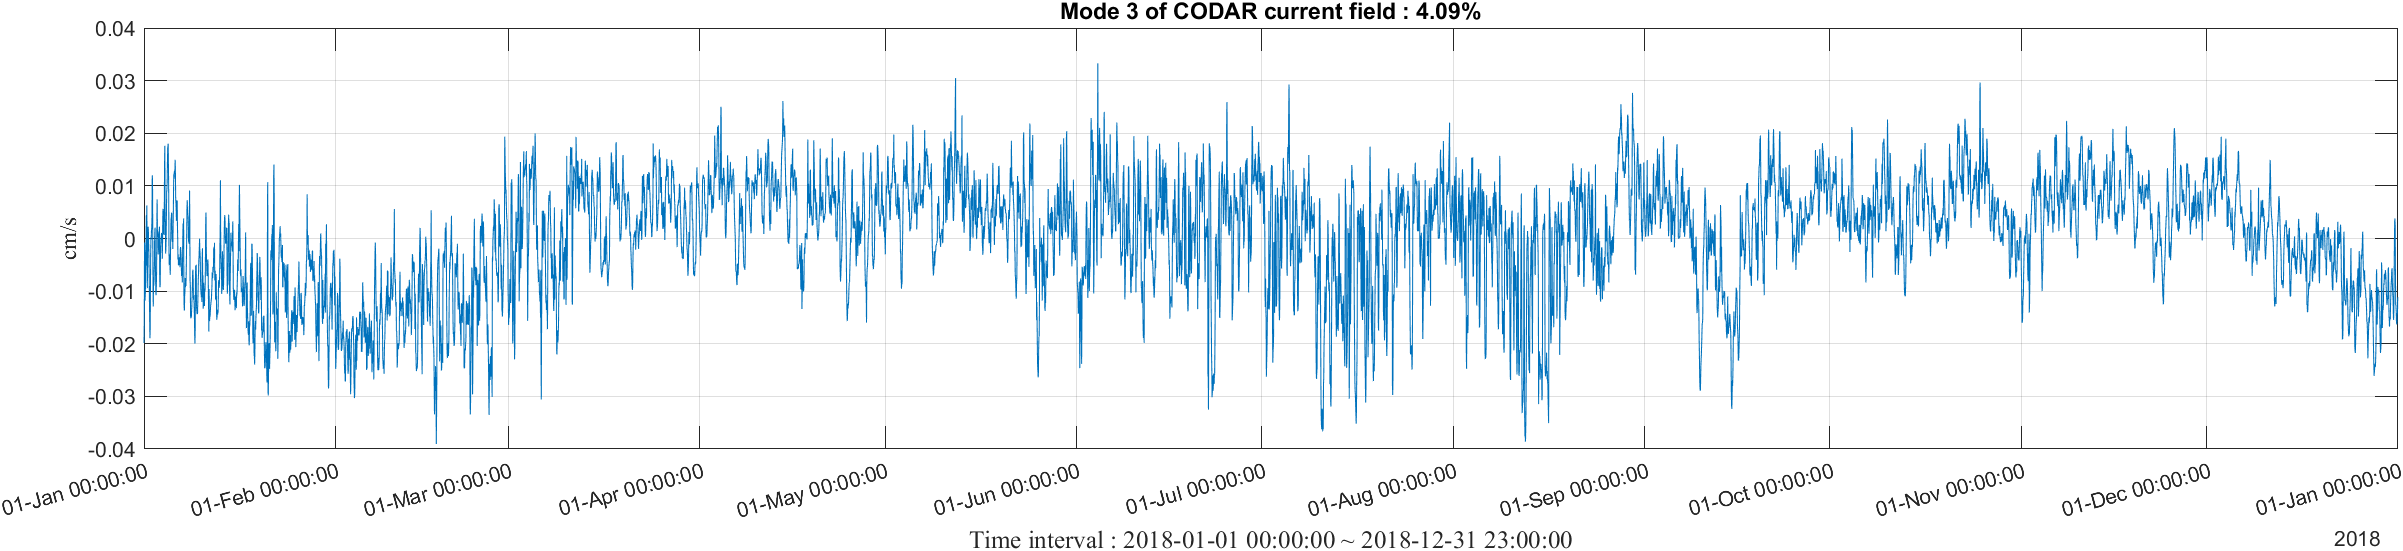 Mode 3 of CODAR current field : 4.09%
0.04
0.03
0.02
0.01
0
-0.01
-0.02
-0.03
-0.04
cm/s
01-Jan 00:00:00
01-Feb 00:00:00
01-Mar 00:00:00
01-Apr 00:00:00
01-May 00:00:00
01-Jun 00:00:00
01-Jul 00:00:00
01-Aug 00:00:00
01-Sep 00:00:00
01-Oct 00:00:00
01-Nov 00:00:00
01-Dec 00:00:00
01-Jan 00:00:00
2018
Time interval : 2018-01-01 00:00:00 ~ 2018-12-31 23:00:00